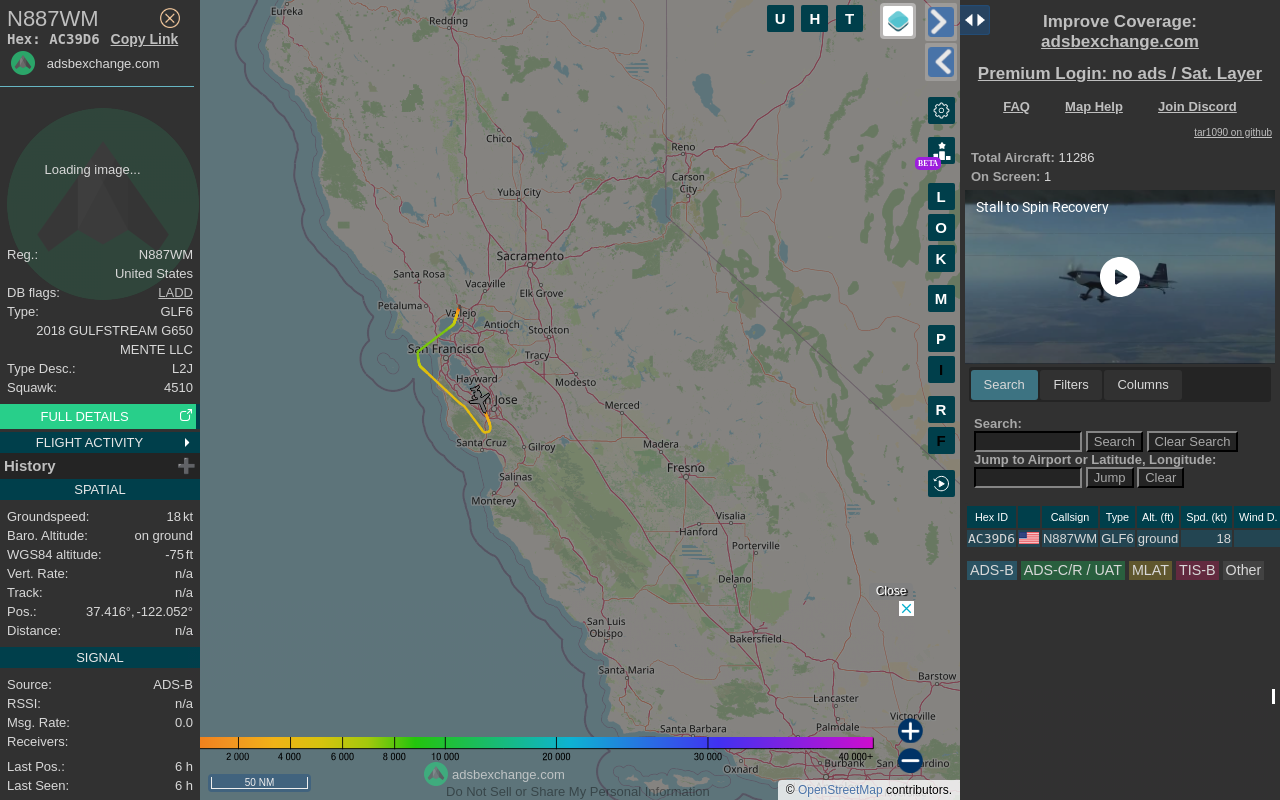 N887WM
Hex: AC39D6 Copy Link
adsbexchange.com
Loading image...
Reg.: N887WM
United States
DB flags: LADD
Type: GLF6
2018 GULFSTREAM G650
MENTE LLC
Type Desc.: L2J
Squawk: 4510
FULL DETAILS
FLIGHT ACTIVITY
History
SPATIAL
Groundspeed: 18 kt
Baro. Altitude: on ground
WGS84 altitude: -75 ft
Vert. Rate: n/a
Track: n/a
Pos.: 37.416°, -122.052°
Distance: n/a
SIGNAL
Source: ADS-B
RSSI: n/a
Msg. Rate: 0.0
Receivers:
Last Pos.: 6 h
Last Seen: 6 h
Eureka
Redding
Chico
Reno
Carson
City
Yuba City
Sacramento
Santa Rosa
Vacaville
Elk Grove
Petaluma
Vallejo
Antioch
Stockton
San Francisco
Tracy
Hayward
Modesto
Jose
Merced
Santa Cruz
Gilroy
Madera
Salinas
Fresno
Monterey
Visalia
Hanford
Porterville
Delano
San Luis
Obispo
Bakersfield
Santa Maria
Barstow
Lancaster
Victorville
Santa Barbara
Palmdale
Oxnard
Burbank
U H T
BETA
L
O
K
M
P
I
R
F
Close
2 000 4 000 6 000 8 000 10 000 20 000 30 000 40 000+
50 NM
adsbexchange.com
Do Not Sell or Share My Personal Information
© OpenStreetMap contributors.
Improve Coverage:
adsbexchange.com
Premium Login: no ads / Sat. Layer
FAQ Map Help Join Discord
tar1090 on github
Total Aircraft: 11286
On Screen: 1
Stall to Spin Recovery
Search Filters Columns
Search:
Search Clear Search
Jump to Airport or Latitude, Longitude:
Jump Clear
Hex ID Callsign Type Alt. (ft) Spd. (kt) Wind D.
AC39D6 N887WM GLF6 ground 18
ADS-B ADS-C/R / UAT MLAT TIS-B Other